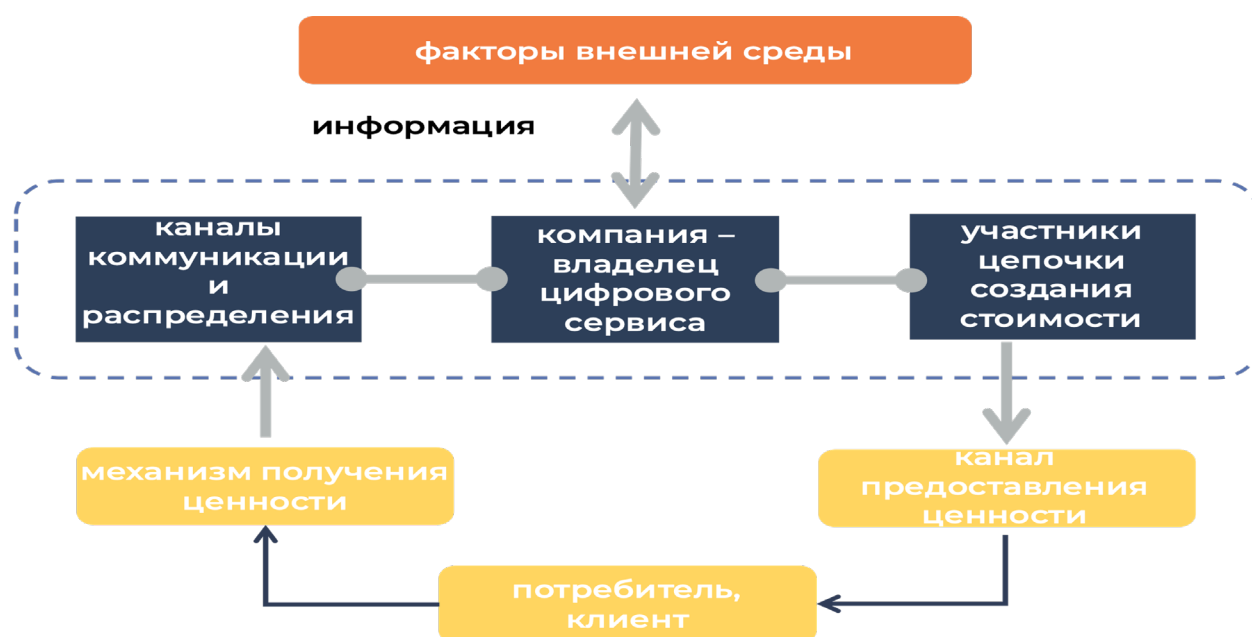 факторы внешней среды
информация
каналы
коммуникации
и
распределения
компания –
владелец
цифрового
сервиса
участники
цепочки
создания
стоимости
механизм получения
ценности
канал
предоставления
ценности
потребитель,
клиент